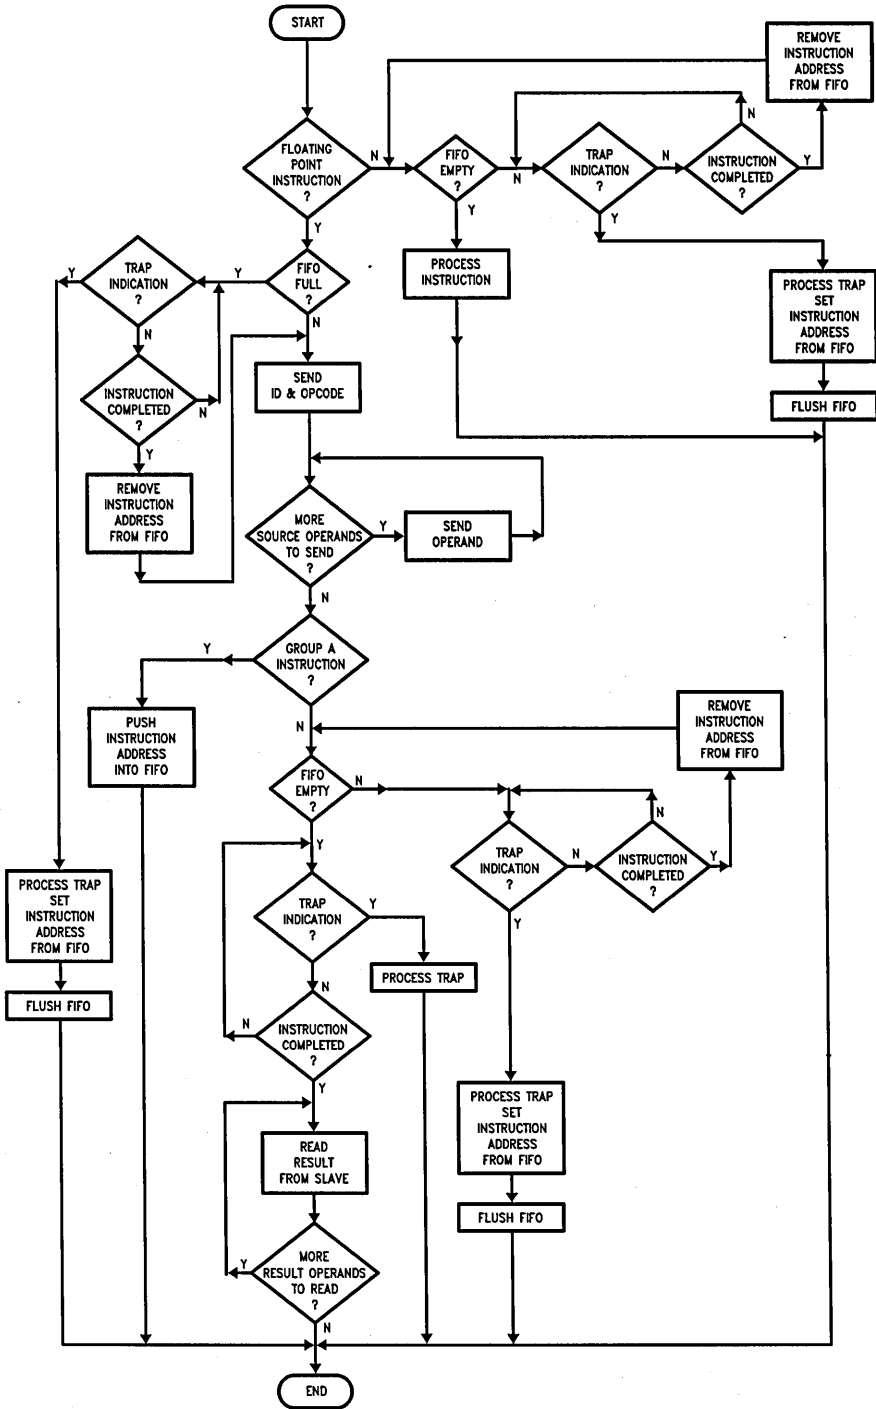 START
REMOVE
INSTRUCTION
ADDRESS
FROM FIFO
N
FLOATING
POINT
INSTRUCTION
?
N
Y
FIFO
EMPTY
?
N
Y
TRAP
INDICATION
?
N
Y
INSTRUCTION
COMPLETED
?
Y
PROCESS
INSTRUCTION
PROCESS TRAP
SET
INSTRUCTION
ADDRESS
FROM FIFO
FLUSH FIFO
Y
TRAP
INDICATION
?
N
Y
FIFO
FULL
?
N
INSTRUCTION
COMPLETED
?
N
Y
SEND
ID & OPCODE
REMOVE
INSTRUCTION
ADDRESS
FROM FIFO
MORE
SOURCE OPERANDS
TO SEND
?
Y
N
SEND
OPERAND
Y
GROUP A
INSTRUCTION
?
N
PUSH
INSTRUCTION
ADDRESS
INTO FIFO
REMOVE
INSTRUCTION
ADDRESS
FROM FIFO
FIFO
EMPTY
?
N
Y
N
TRAP
INDICATION
?
N
Y
INSTRUCTION
COMPLETED
?
Y
PROCESS TRAP
SET
INSTRUCTION
ADDRESS
FROM FIFO
FLUSH FIFO
TRAP
INDICATION
?
Y
N
PROCESS TRAP
N
INSTRUCTION
COMPLETED
?
Y
PROCESS TRAP
SET
INSTRUCTION
ADDRESS
FROM FIFO
FLUSH FIFO
READ
RESULT
FROM SLAVE
Y
MORE
RESULT OPERANDS
TO READ
?
N
END